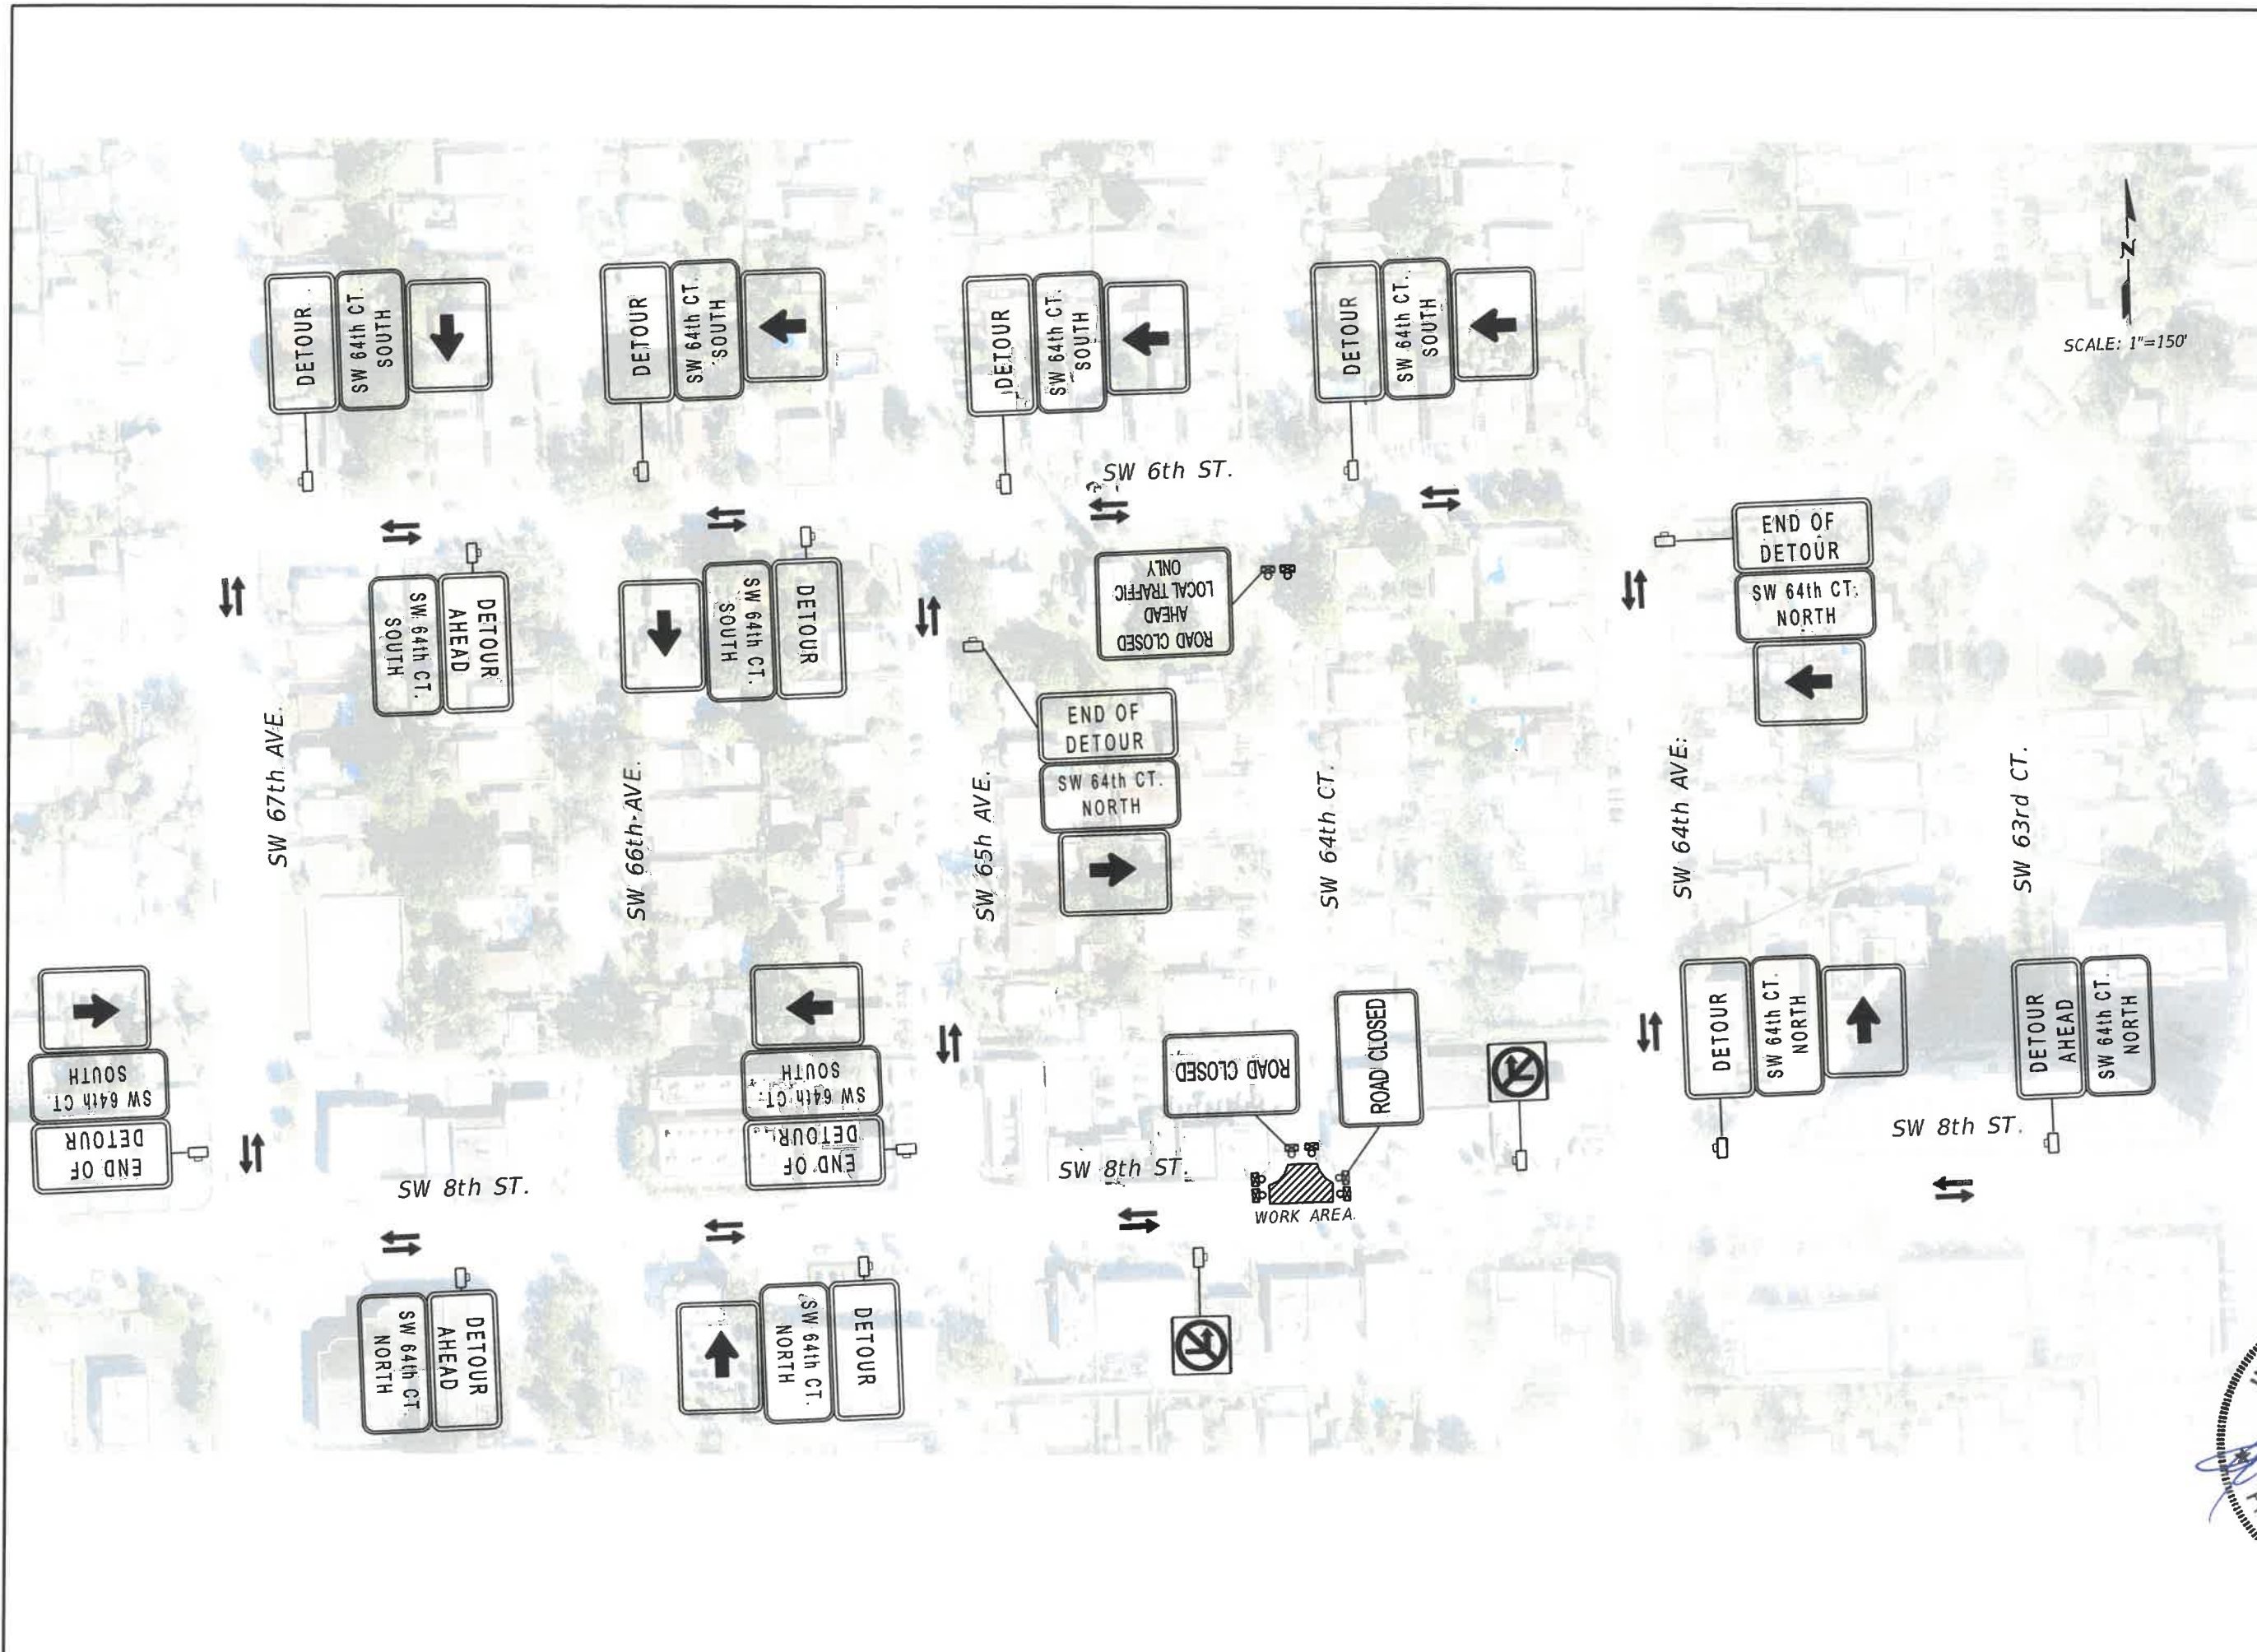 DETOUR
SW 64th CT.
SOUTH
DETOUR
SW 64th CT.
SOUTH
DETOUR
SW 64th CT.
SOUTH
DETOUR
SW 64th CT.
SOUTH
N
SCALE: 1"=150'
SW 6th ST.
DETOUR
AHEAD
SW 64th CT.
SOUTH
DETOUR
SW 64th CT.
SOUTH
ROAD CLOSED
AHEAD
LOCAL TRAFFIC
ONLY
END OF
DETOUR
SW 64th CT.
NORTH
END OF
DETOUR
SW 64th CT.
NORTH
SW 67th AVE.
SW 66th AVE.
SW 65h AVE.
SW 64th CT.
SW 64th AVE.
SW 63rd CT.
END OF
DETOUR
SW 64th CT
SOUTH
END OF
DETOUR
SW 64th CT.
SOUTH
ROAD CLOSED
ROAD CLOSED
DETOUR
SW 64th CT.
NORTH
DETOUR
AHEAD
SW 64th CT.
NORTH
SW 8th ST.
SW 8th ST.
SW 8th ST.
WORK AREA.
DETOUR
AHEAD
SW 64th CT.
NORTH
DETOUR
SW 64th CT.
NORTH